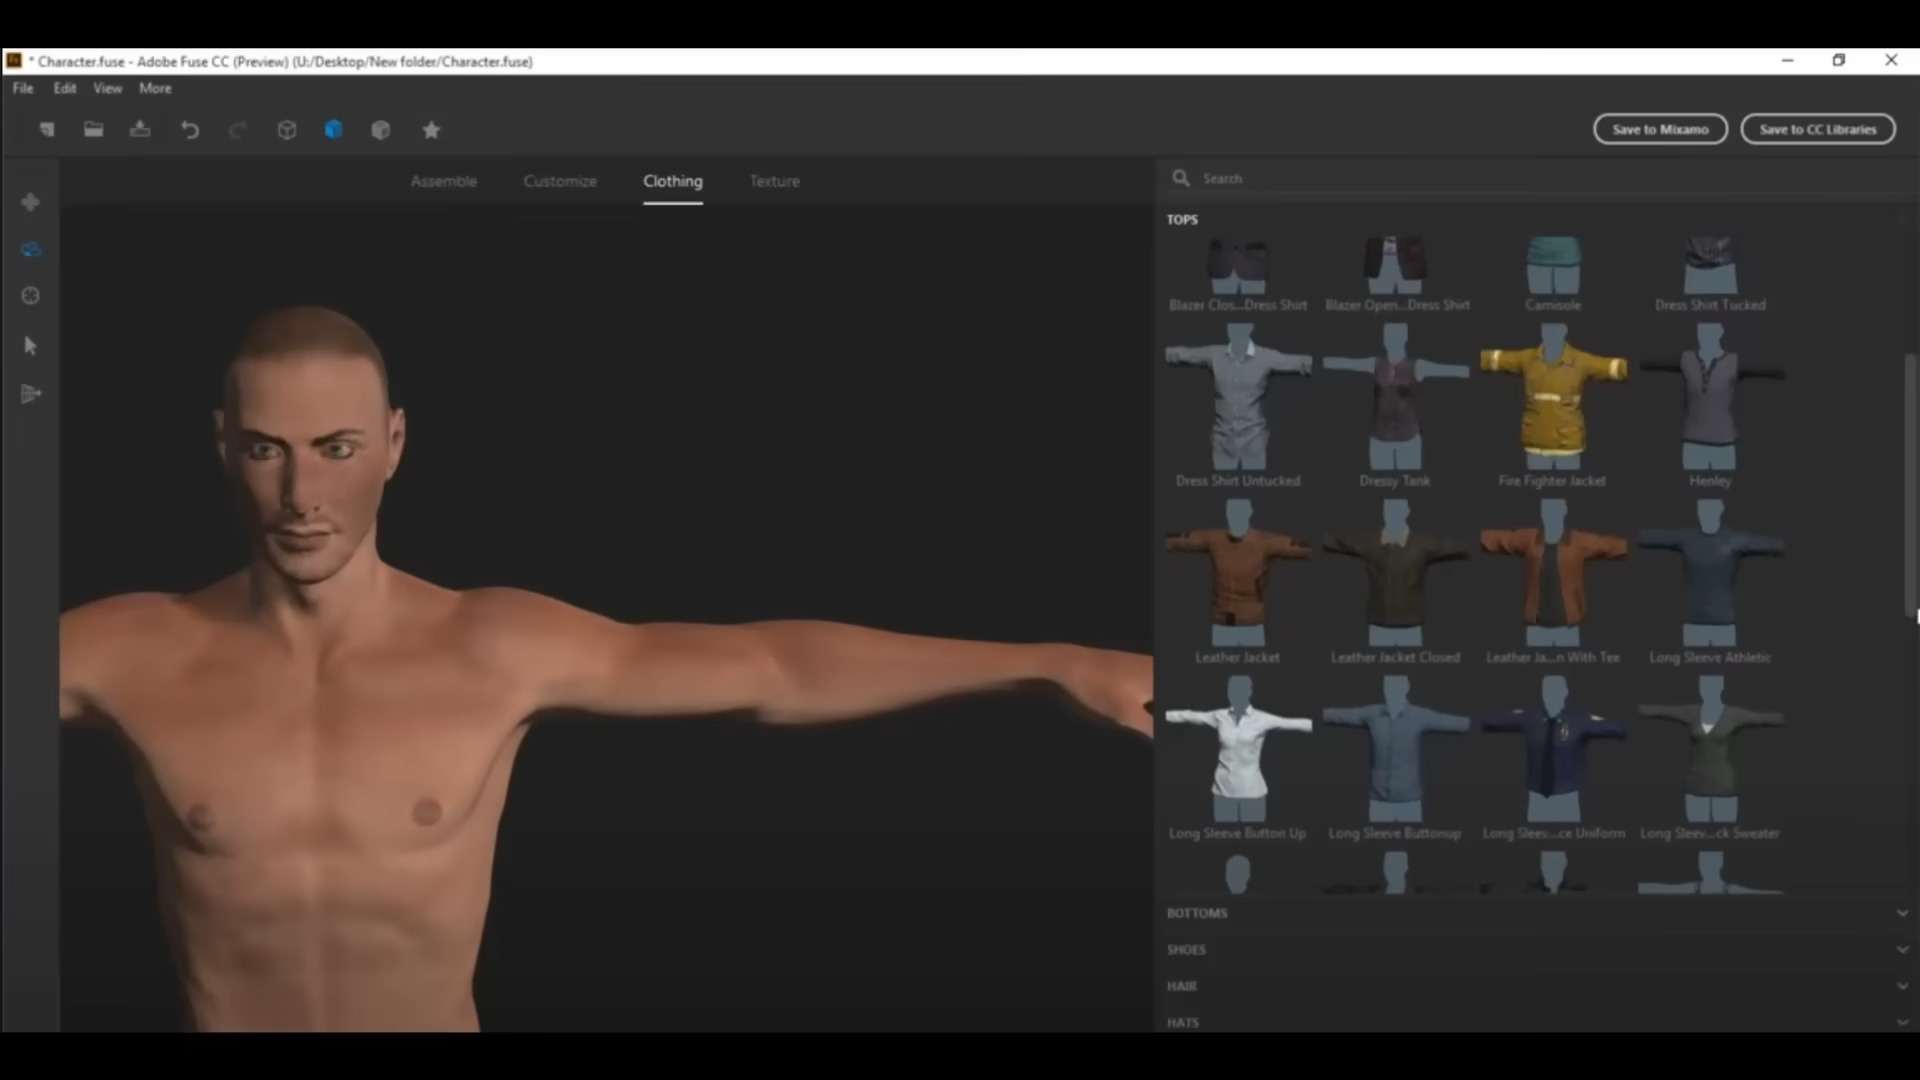 * Character.fuse - Adobe Fuse CC (Preview) (U:/Desktop/New folder/Character.fuse)
File Edit View More
Save to Mixamo Save to CC Libraries
Assemble Customize Clothing Texture
Search
TOPS
Blazer Clos...Dress Shirt Blazer Open...Dress Shirt Camisole Dress Shirt Tucked
Dress Shirt Untucked Dressy Tank Fire Fighter Jacket Henley
Leather Jacket Leather Jacket Closed Leather Ja...n With Tee Long Sleeve Athletic
Long Sleeve Button Up Long Sleeve Buttonup Long Sleev...ce Uniform Long Sleev...ck Sweater
BOTTOMS
SHOES
HAIR
HATS